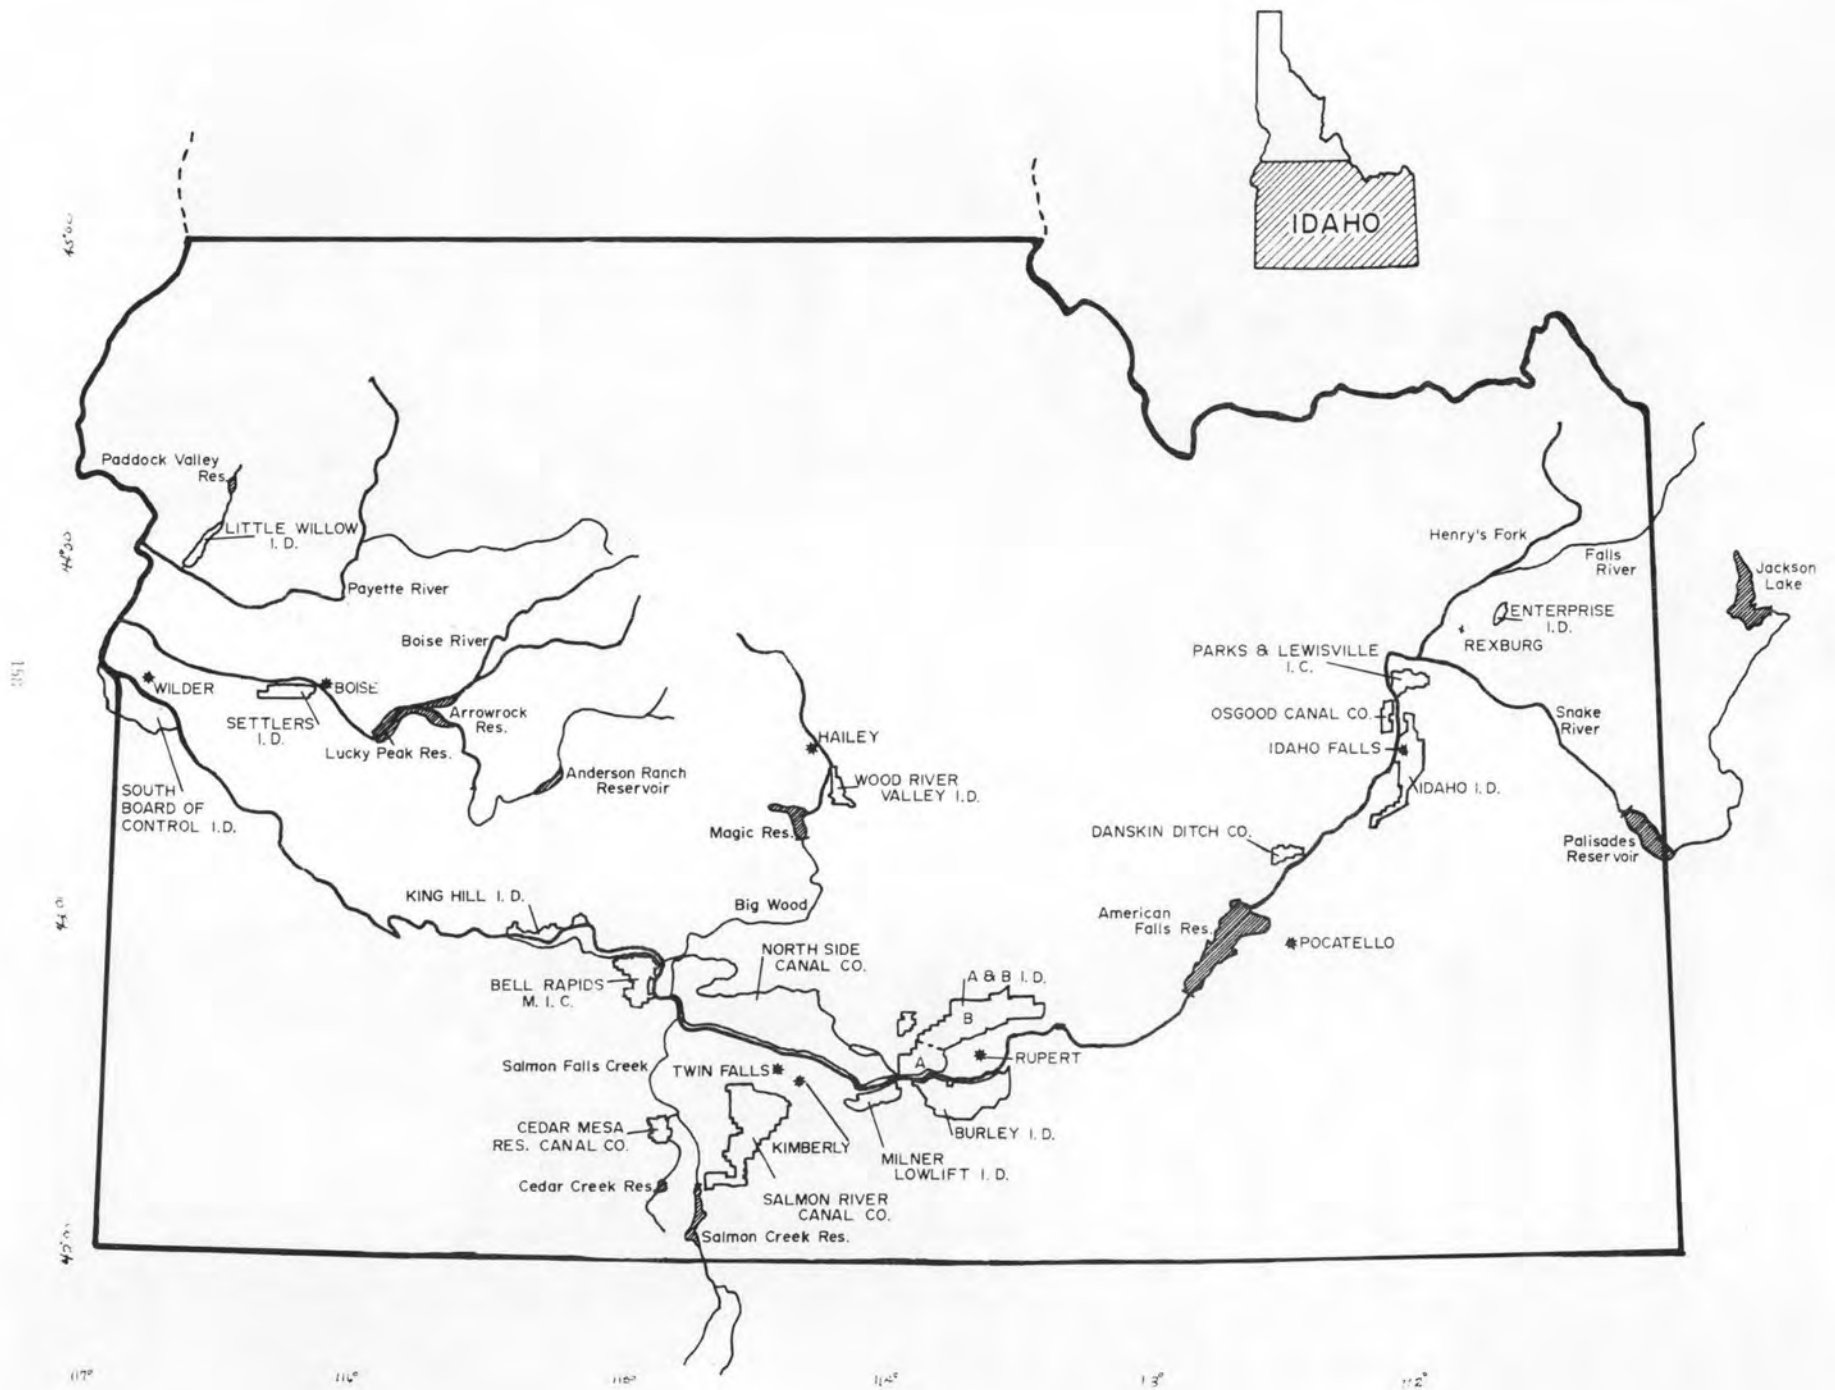 IDAHO
45°00
Paddock Valley
Res.
LITTLE WILLOW
I. D.
Payette River
Boise River
WILDER
BOISE
SETTLERS
I. D.
Arrowrock
Res.
Lucky Peak Res.
SOUTH
BOARD OF
CONTROL I. D.
Anderson Ranch
Reservoir
HAILEY
WOOD RIVER
VALLEY I. D.
Magic Res.
Big Wood
KING HILL I. D.
BELL RAPIDS
M. I. C.
NORTH SIDE
CANAL CO.
A & B I. D.
B
A
RUPERT
Salmon Falls Creek
TWIN FALLS
CEDAR MESA
RES. CANAL CO.
KIMBERLY
BURLEY I. D.
MILNER
LOWLIFT I. D.
Cedar Creek Res.
SALMON RIVER
CANAL CO.
Salmon Creek Res.
Henry's Fork
Falls
River
Jackson
Lake
ENTERPRISE
I. D.
REXBURG
PARKS & LEWISVILLE
I. C.
OSGOOD CANAL CO.
IDAHO FALLS
Snake
River
IDAHO I. D.
DANSKIN DITCH CO.
Palisades
Reservoir
American
Falls Res.
POCATELLO
117°
116°
114°
113°
112°